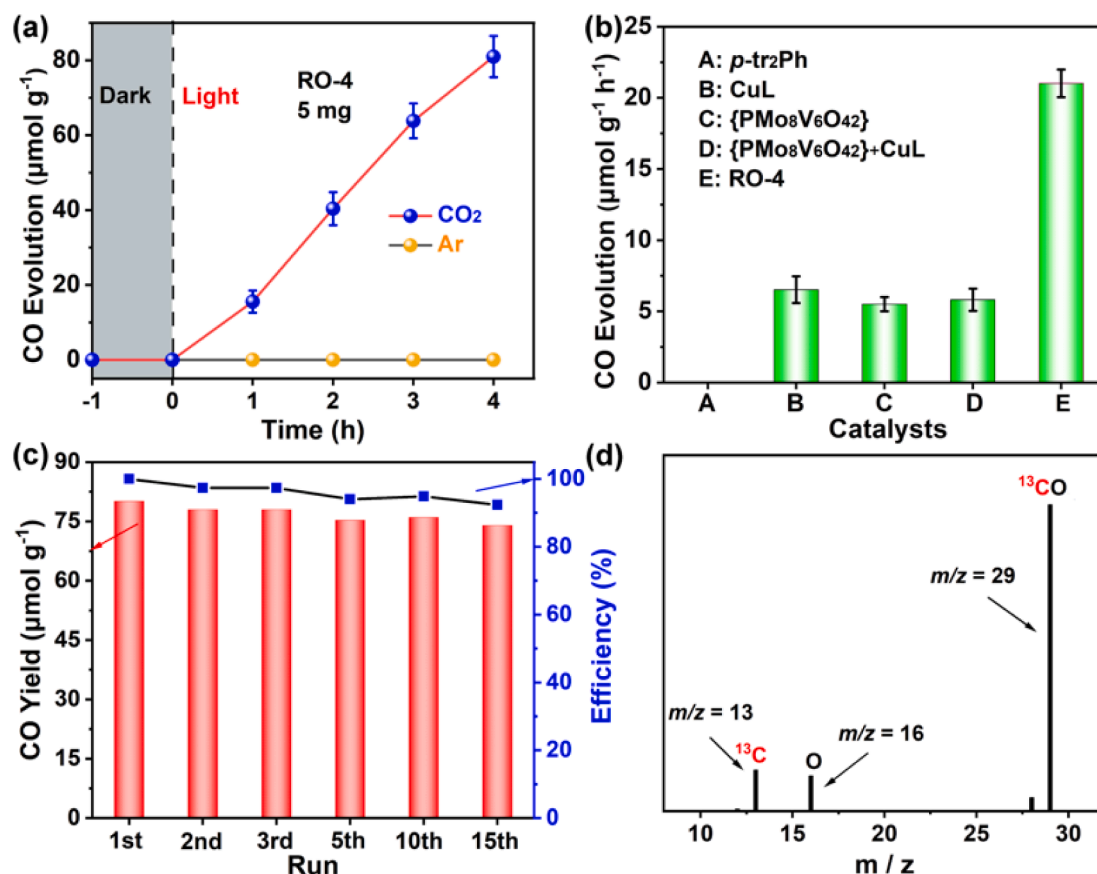 (a)
CO Evolution (µmol g⁻¹)
80
60
40
20
0
Dark
Light
RO-4
5 mg
CO₂
Ar
-1 0 1 2 3 4
Time (h)
(b)
CO Evolution (µmol g⁻¹ h⁻¹)
25
20
15
10
5
0
A: p-tr₂Ph
B: CuL
C: {PMo₈V₆O₄₂}
D: {PMo₈V₆O₄₂}+CuL
E: RO-4
A B C D E
Catalysts
(c)
CO Yield (µmol g⁻¹)
90
75
60
45
30
15
0
100
80
60
40
20
0
Efficiency (%)
1st 2nd 3rd 5th 10th 15th
Run
(d)
¹³CO
m/z = 29
m/z = 13
¹³C
O
m/z = 16
10 15 20 25 30
m / z